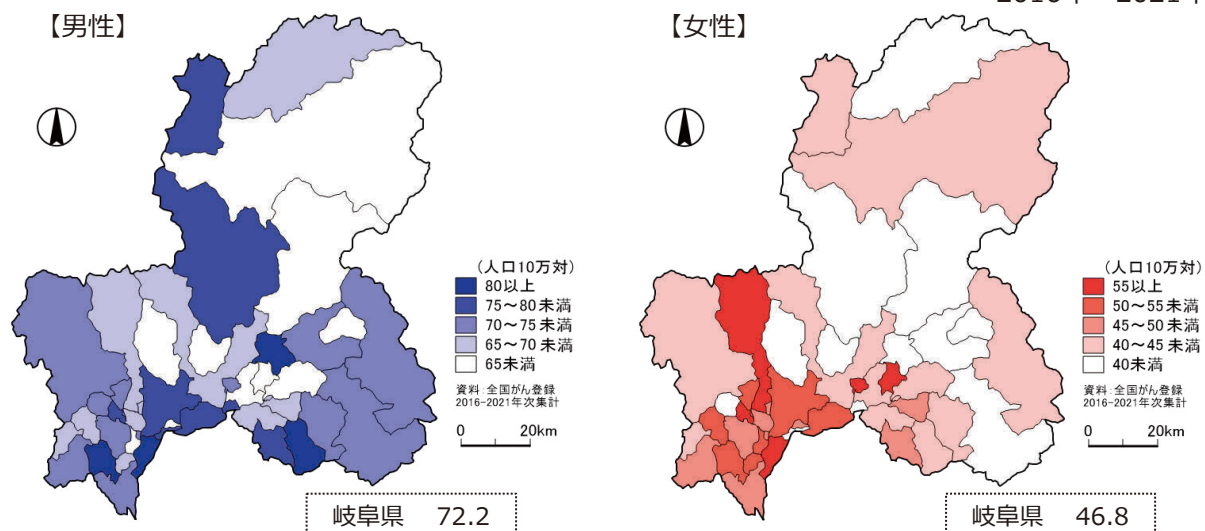 【男性】
(人口10万対)
80以上
75～80未満
70～75未満
65～70未満
65未満
資料:全国がん登録
2016-2021年次集計
0 20km
岐阜県 72.2
【女性】
(人口10万対)
55以上
50～55未満
45～50未満
40～45未満
40未満
資料:全国がん登録
2016-2021年次集計
0 20km
岐阜県 46.8